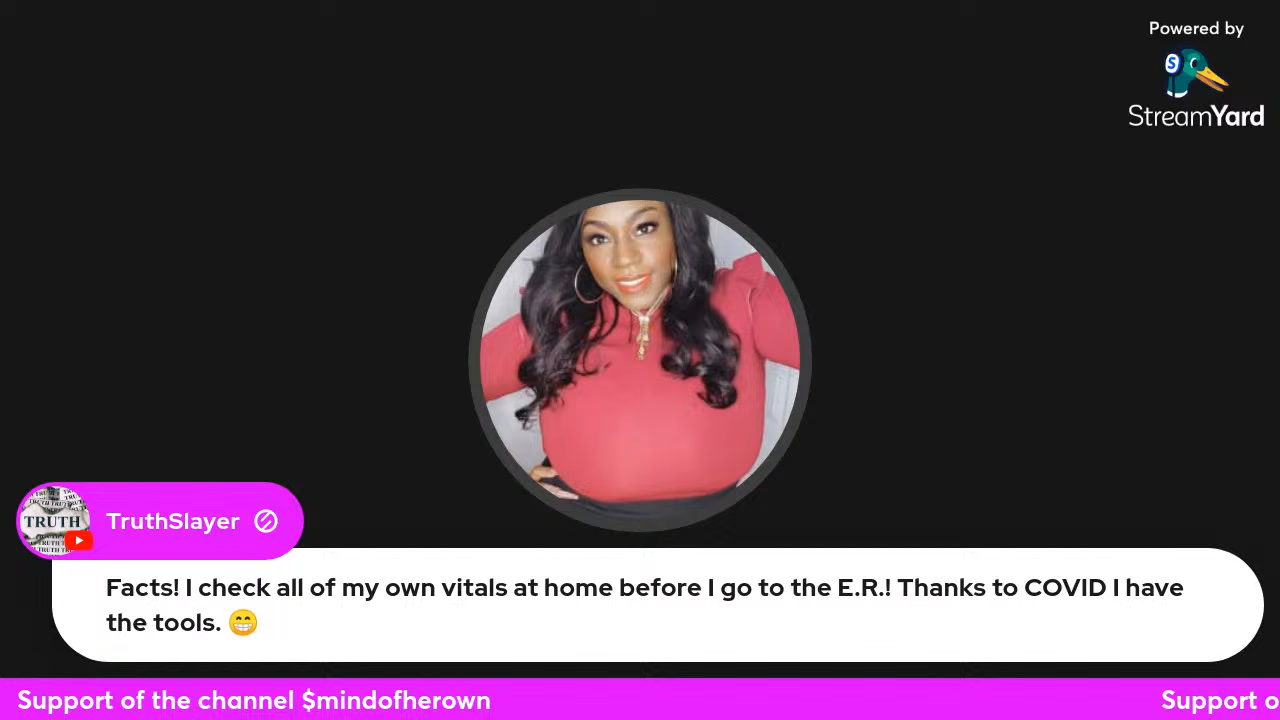 Powered by
StreamYard
TRUTH
TruthSlayer
Facts! I check all of my own vitals at home before I go to the E.R.! Thanks to COVID I have
the tools. 😁
Support of the channel $mindofherown
Support o